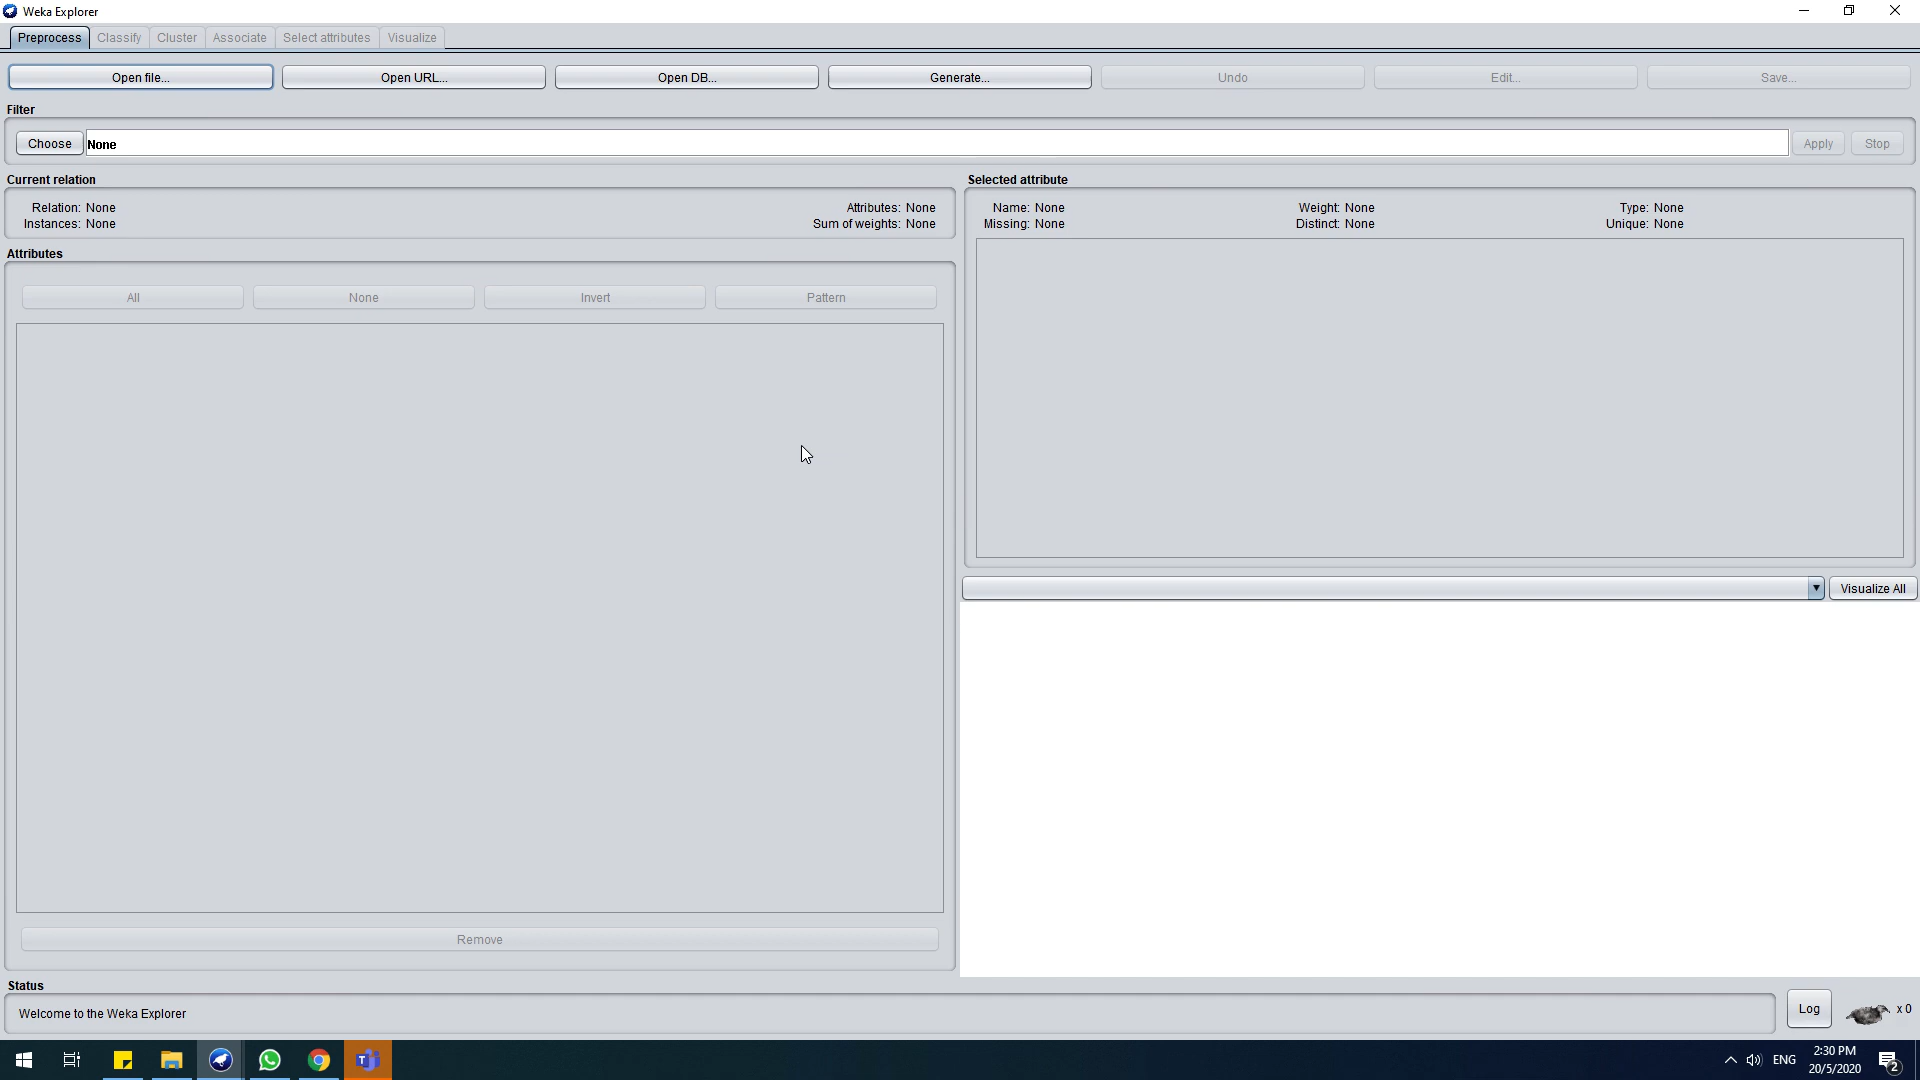 Weka Explorer
Preprocess Classify Cluster Associate Select attributes Visualize
Open file... Open URL... Open DB... Generate... Undo Edit... Save...
Filter
Choose None Apply Stop
Current relation
Relation: None Attributes: None
Instances: None Sum of weights: None
Selected attribute
Name: None Weight: None Type: None
Missing: None Distinct: None Unique: None
Attributes
All None Invert Pattern
Visualize All
Remove
Status
Welcome to the Weka Explorer
Log x 0
ENG 2:30 PM
20/5/2020 2